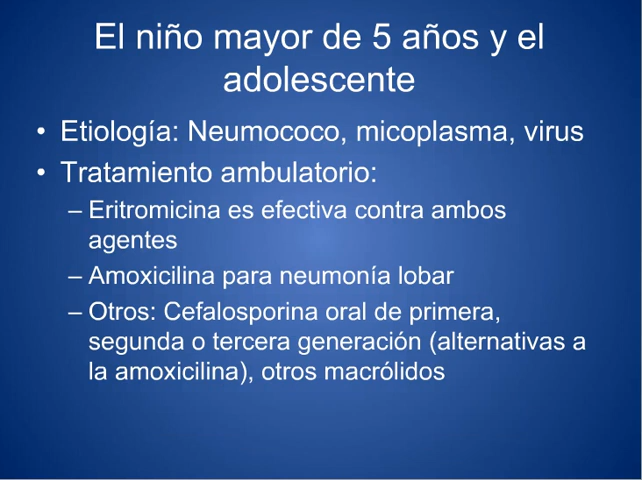 El niño mayor de 5 años y el
adolescente
• Etiología: Neumococo, micoplasma, virus
• Tratamiento ambulatorio:
– Eritromicina es efectiva contra ambos
agentes
– Amoxicilina para neumonía lobar
– Otros: Cefalosporina oral de primera,
segunda o tercera generación (alternativas a
la amoxicilina), otros macrólidos